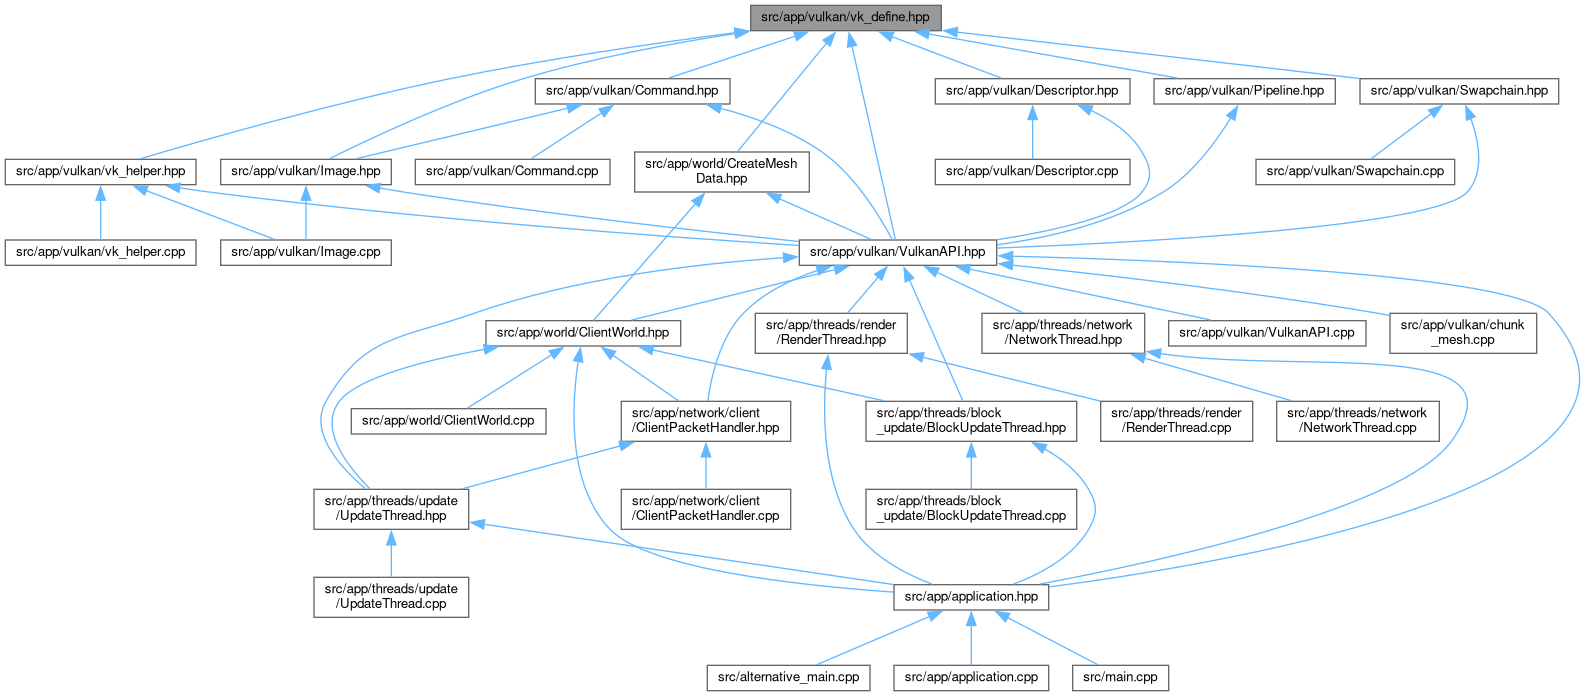 src/app/vulkan/vk_define.hpp
src/app/vulkan/Command.hpp
src/app/vulkan/Descriptor.hpp
src/app/vulkan/Pipeline.hpp
src/app/vulkan/Swapchain.hpp
src/app/vulkan/vk_helper.hpp
src/app/vulkan/Image.hpp
src/app/vulkan/Command.cpp
src/app/world/CreateMesh
Data.hpp
src/app/vulkan/Descriptor.cpp
src/app/vulkan/Swapchain.cpp
src/app/vulkan/vk_helper.cpp
src/app/vulkan/Image.cpp
src/app/vulkan/VulkanAPI.hpp
src/app/world/ClientWorld.hpp
src/app/threads/render
/RenderThread.hpp
src/app/threads/network
/NetworkThread.hpp
src/app/vulkan/VulkanAPI.cpp
src/app/vulkan/chunk
_mesh.cpp
src/app/world/ClientWorld.cpp
src/app/network/client
/ClientPacketHandler.hpp
src/app/threads/block
_update/BlockUpdateThread.hpp
src/app/threads/render
/RenderThread.cpp
src/app/threads/network
/NetworkThread.cpp
src/app/threads/update
/UpdateThread.hpp
src/app/network/client
/ClientPacketHandler.cpp
src/app/threads/block
_update/BlockUpdateThread.cpp
src/app/threads/update
/UpdateThread.cpp
src/app/application.hpp
src/alternative_main.cpp
src/app/application.cpp
src/main.cpp